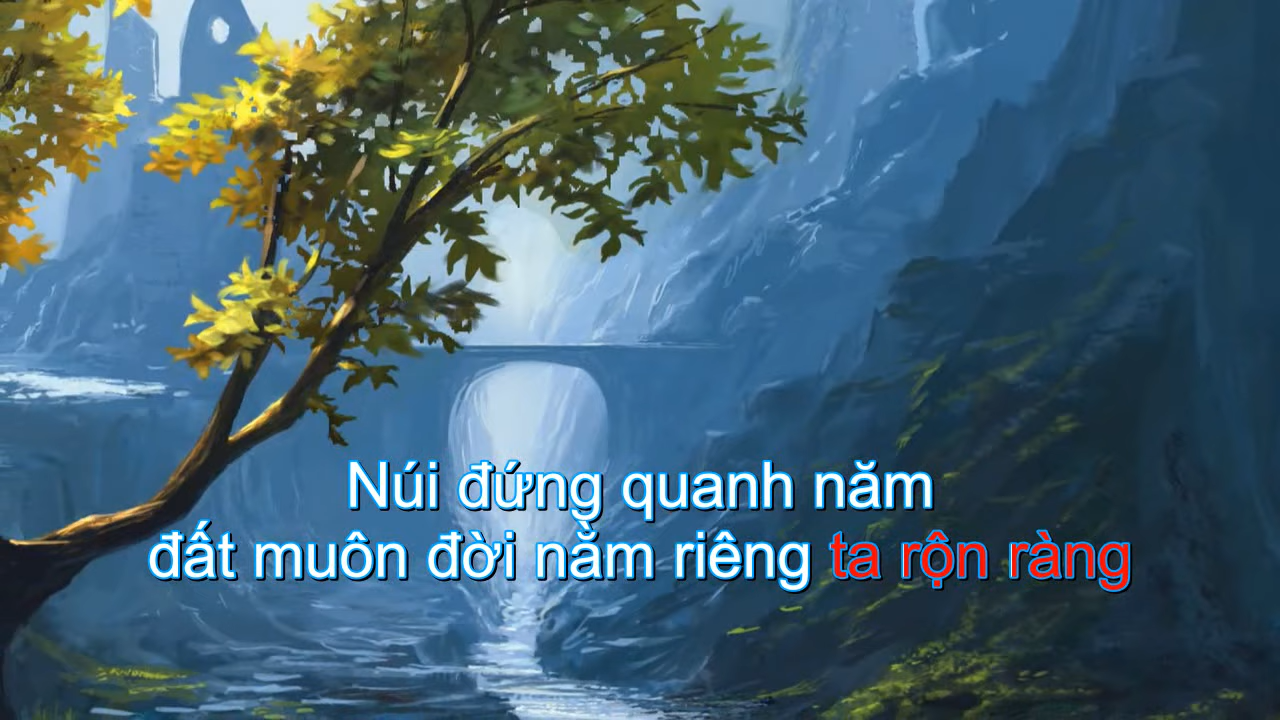 Núi đứng quanh năm
đất muôn đời nằm riêng ta rộn ràng